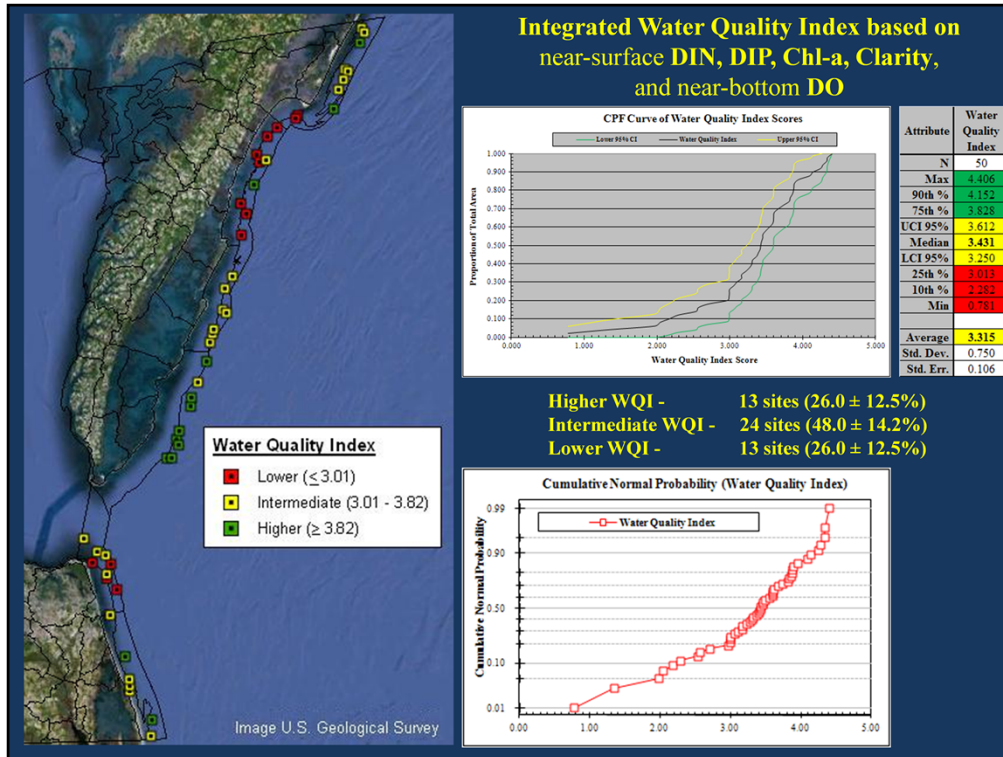 Integrated Water Quality Index based on
near-surface DIN, DIP, Chl-a, Clarity,
and near-bottom DO
CPF Curve of Water Quality Index Scores
Lower 95% CI Water Quality Index Upper 95% CI
Proportion of Total Area
1.000
0.900
0.800
0.700
0.600
0.500
0.400
0.300
0.200
0.100
0.000
0.000 1.000 2.000 3.000 4.000 5.000
Water Quality Index Score
Attribute Water Quality Index
N 50
Max 4.406
90th % 4.152
75th % 3.828
UCI 95% 3.612
Median 3.431
LCI 95% 3.250
25th % 3.013
10th % 2.282
Min 0.781
Average 3.315
Std. Dev. 0.750
Std. Err. 0.106
Higher WQI - 13 sites (26.0 ± 12.5%)
Intermediate WQI - 24 sites (48.0 ± 14.2%)
Lower WQI - 13 sites (26.0 ± 12.5%)
Water Quality Index
Lower (≤ 3.01)
Intermediate (3.01 - 3.82)
Higher (≥ 3.82)
Image U.S. Geological Survey
Cumulative Normal Probability (Water Quality Index)
Water Quality Index
Cumulative Normal Probability
0.99
0.90
0.50
0.10
0.01
0.00 1.00 2.00 3.00 4.00 5.00